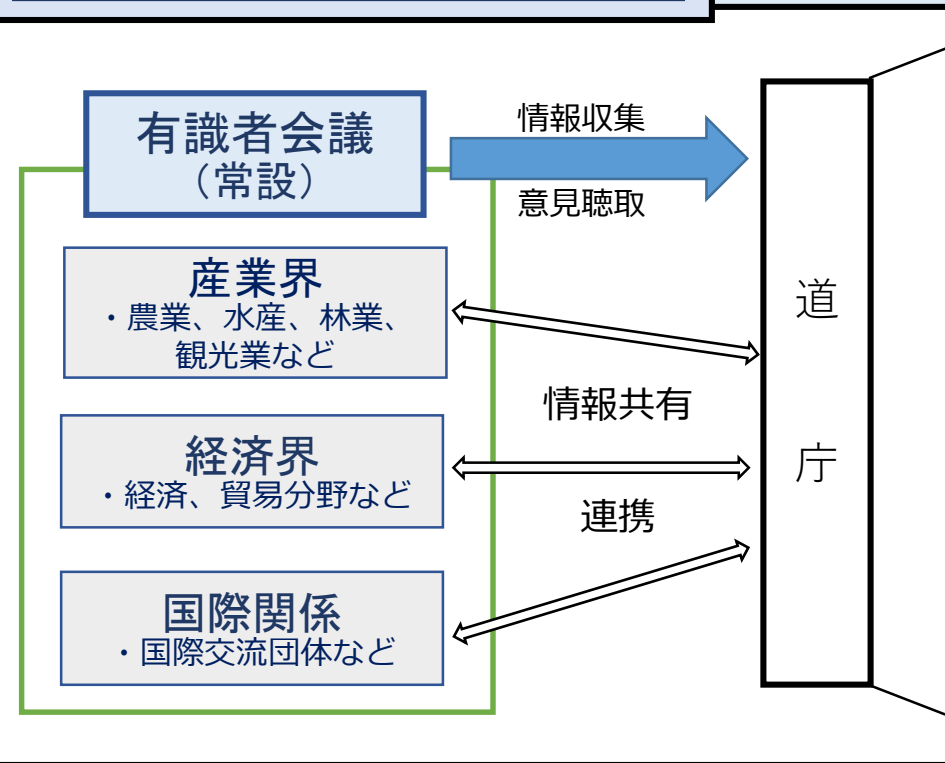 有識者会議
（常設）
情報収集
意見聴取
産業界
・農業、水産、林業、
観光業など
情報共有
経済界
・経済、貿易分野など
連携
国際関係
・国際交流団体など
道
庁